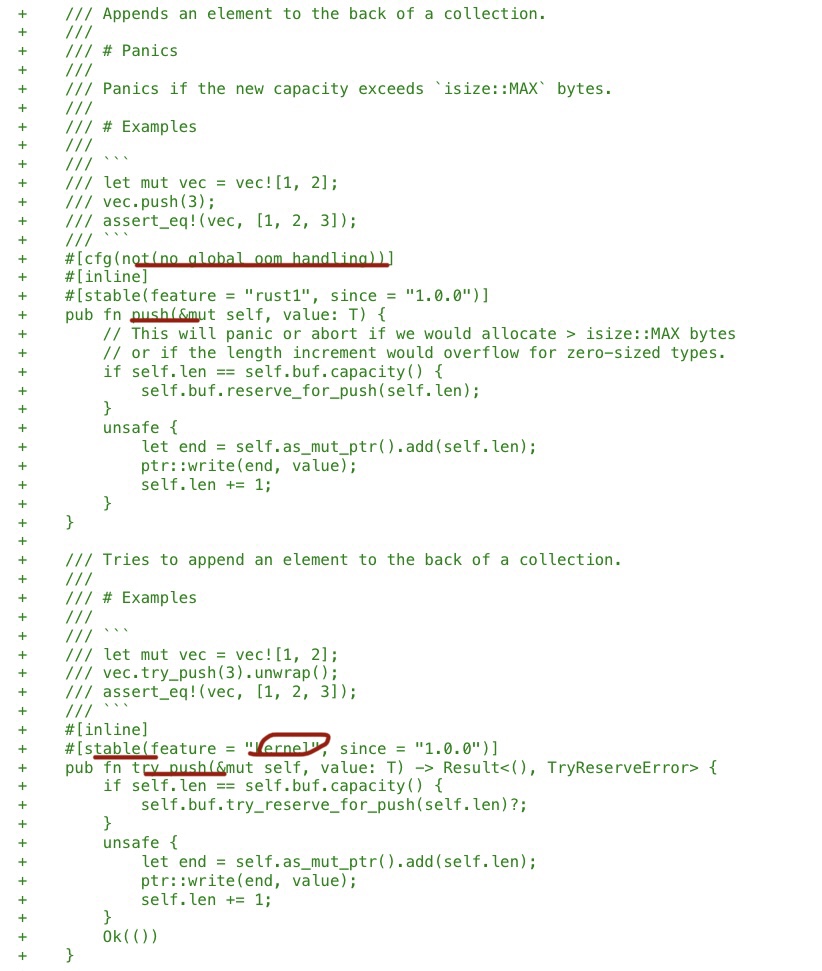 + /// Appends an element to the back of a collection.
+ ///
+ /// # Panics
+ ///
+ /// Panics if the new capacity exceeds `isize::MAX` bytes.
+ ///
+ /// # Examples
+ ///
+ /// ```
+ /// let mut vec = vec![1, 2];
+ /// vec.push(3);
+ /// assert_eq!(vec, [1, 2, 3]);
+ /// ```
+ #[cfg(not(no_global_oom_handling))]
+ #[inline]
+ #[stable(feature = "rust1", since = "1.0.0")]
+ pub fn push(&mut self, value: T) {
+ // This will panic or abort if we would allocate > isize::MAX bytes
+ // or if the length increment would overflow for zero-sized types.
+ if self.len == self.buf.capacity() {
+ self.buf.reserve_for_push(self.len);
+ }
+ unsafe {
+ let end = self.as_mut_ptr().add(self.len);
+ ptr::write(end, value);
+ self.len += 1;
+ }
+ }
+
+ /// Tries to append an element to the back of a collection.
+ ///
+ /// # Examples
+ ///
+ /// ```
+ /// let mut vec = vec![1, 2];
+ /// vec.try_push(3).unwrap();
+ /// assert_eq!(vec, [1, 2, 3]);
+ /// ```
+ #[inline]
+ #[stable(feature = "kernel", since = "1.0.0")]
+ pub fn try_push(&mut self, value: T) -> Result<(), TryReserveError> {
+ if self.len == self.buf.capacity() {
+ self.buf.try_reserve_for_push(self.len)?;
+ }
+ unsafe {
+ let end = self.as_mut_ptr().add(self.len);
+ ptr::write(end, value);
+ self.len += 1;
+ }
+ Ok(())
+ }